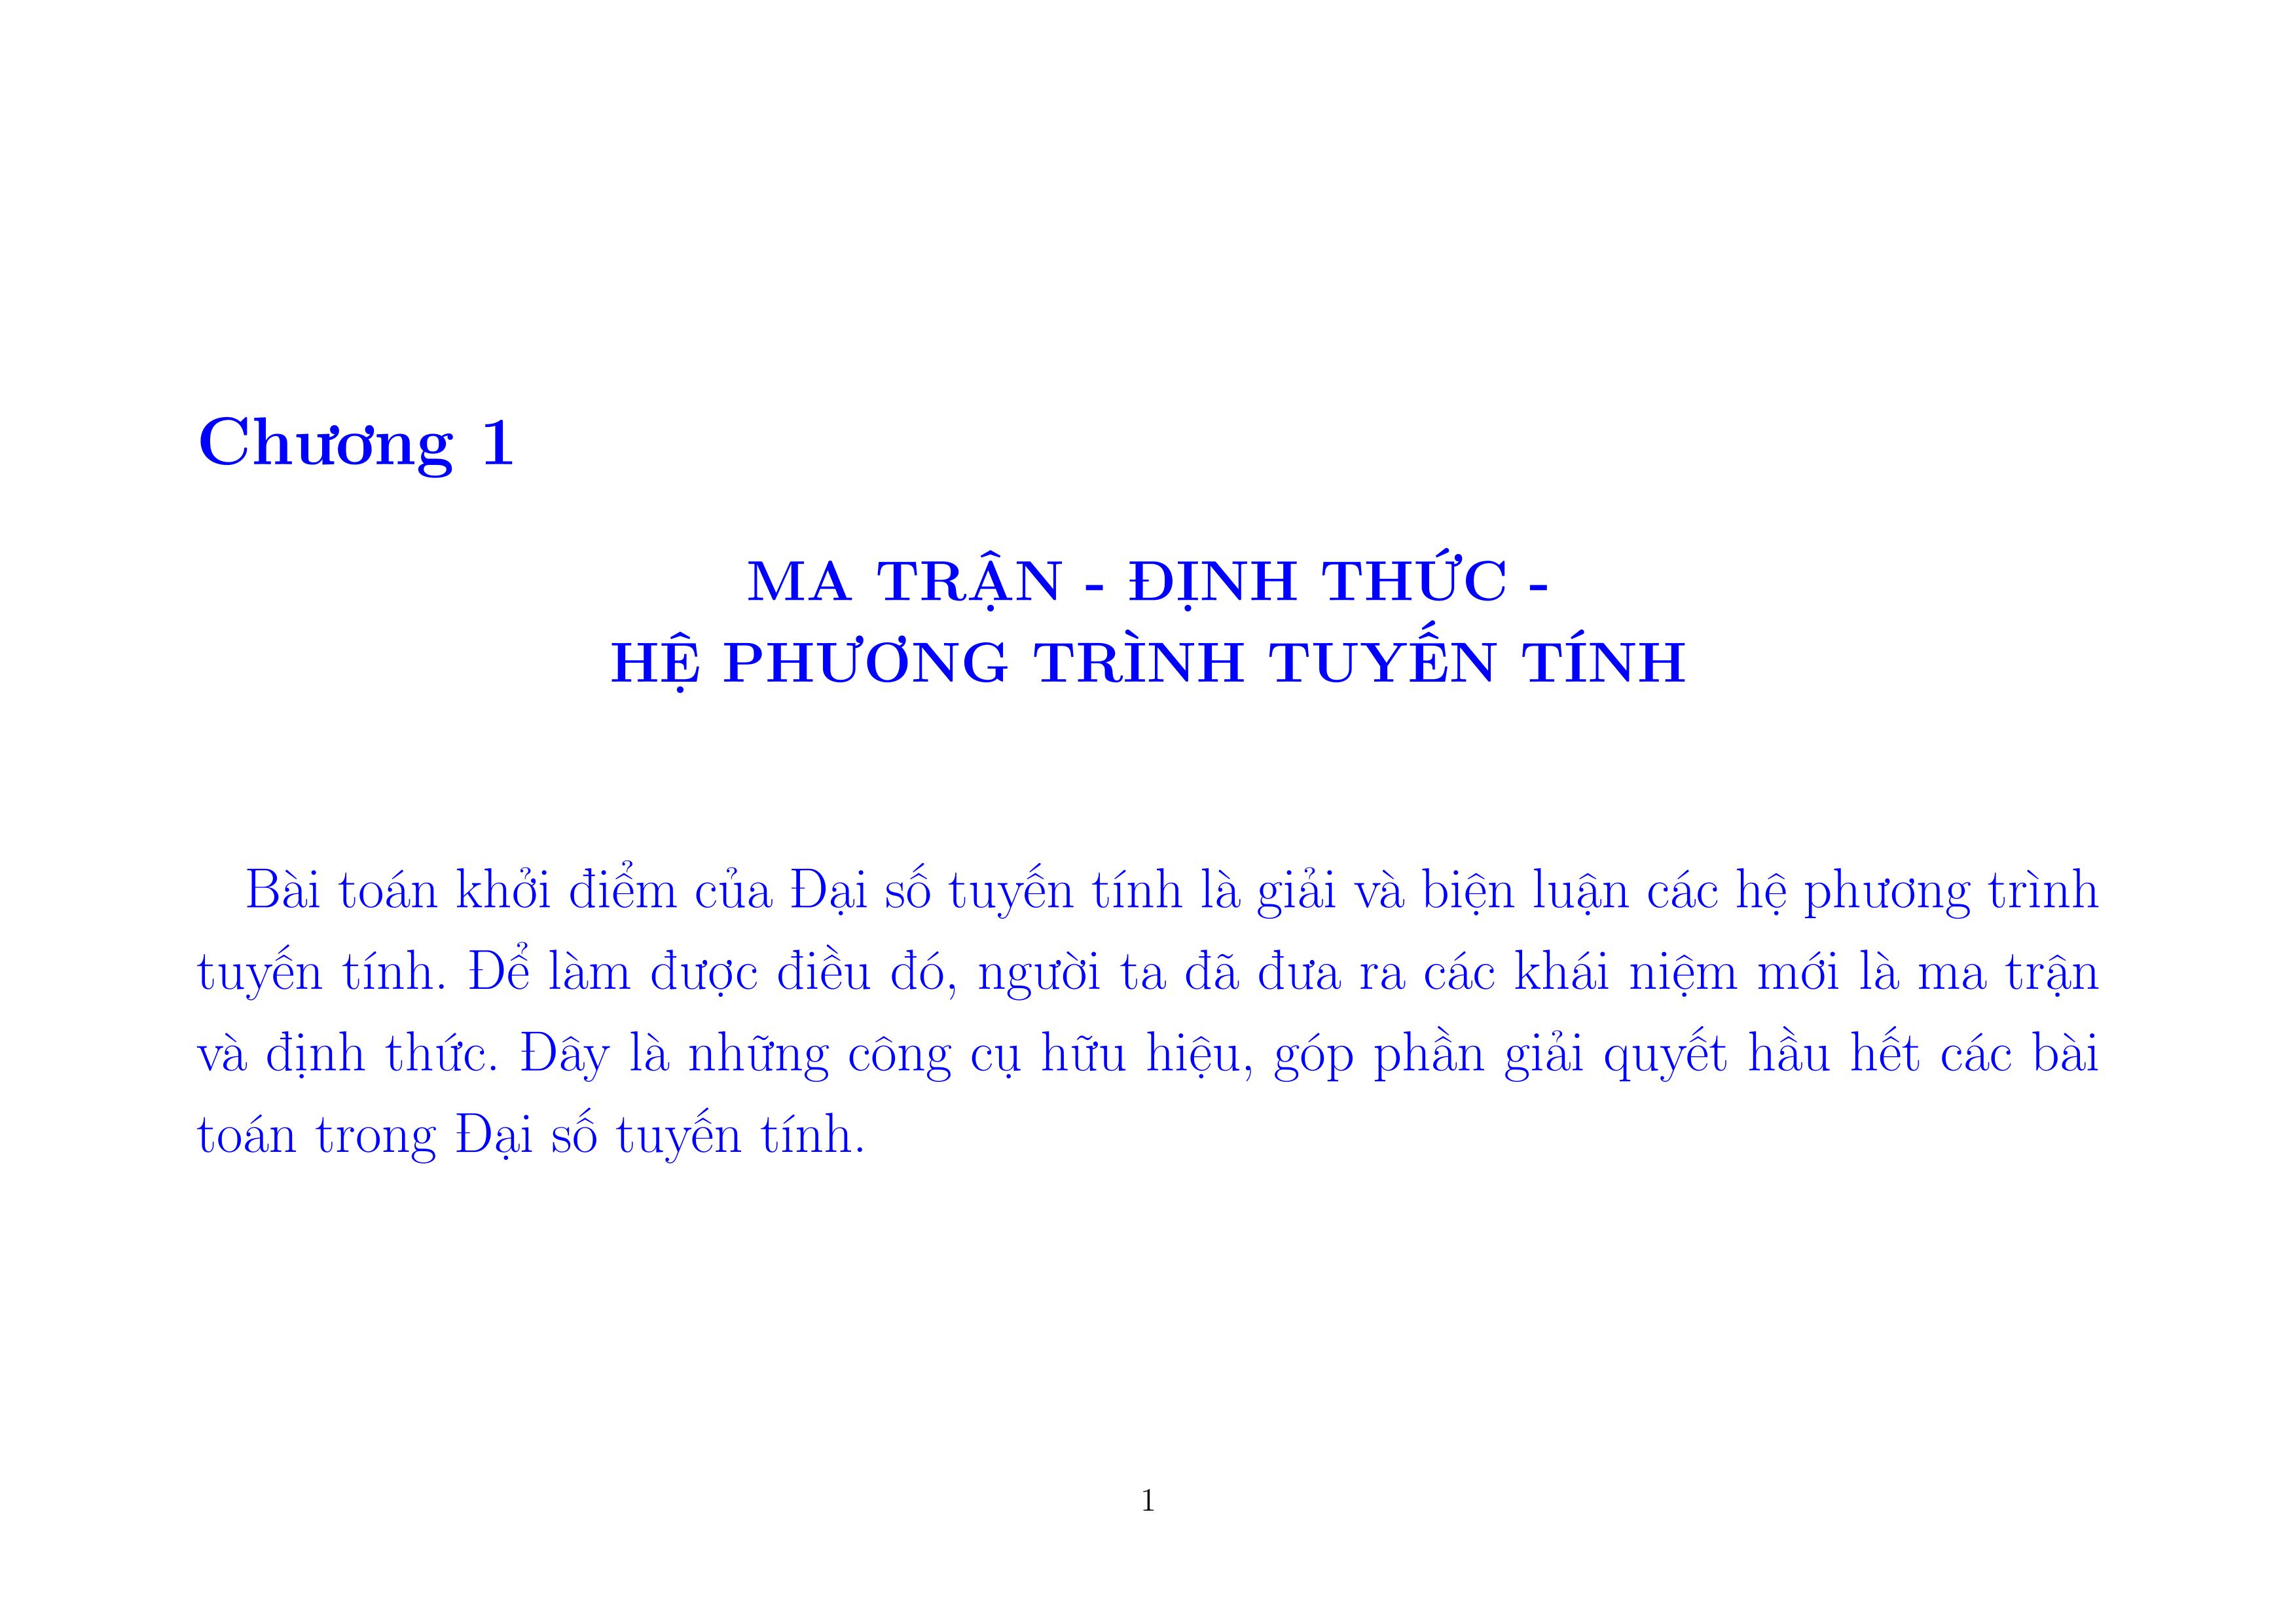 Chương 1
MA TRẬN - ĐỊNH THỨC -
HỆ PHƯƠNG TRÌNH TUYẾN TÍNH
Bài toán khởi điểm của Đại số tuyến tính là giải và biện luận các hệ phương trình
tuyến tính. Để làm được điều đó, người ta đã đưa ra các khái niệm mới là ma trận
và định thức. Đây là những công cụ hữu hiệu, góp phần giải quyết hầu hết các bài
toán trong Đại số tuyến tính.
1